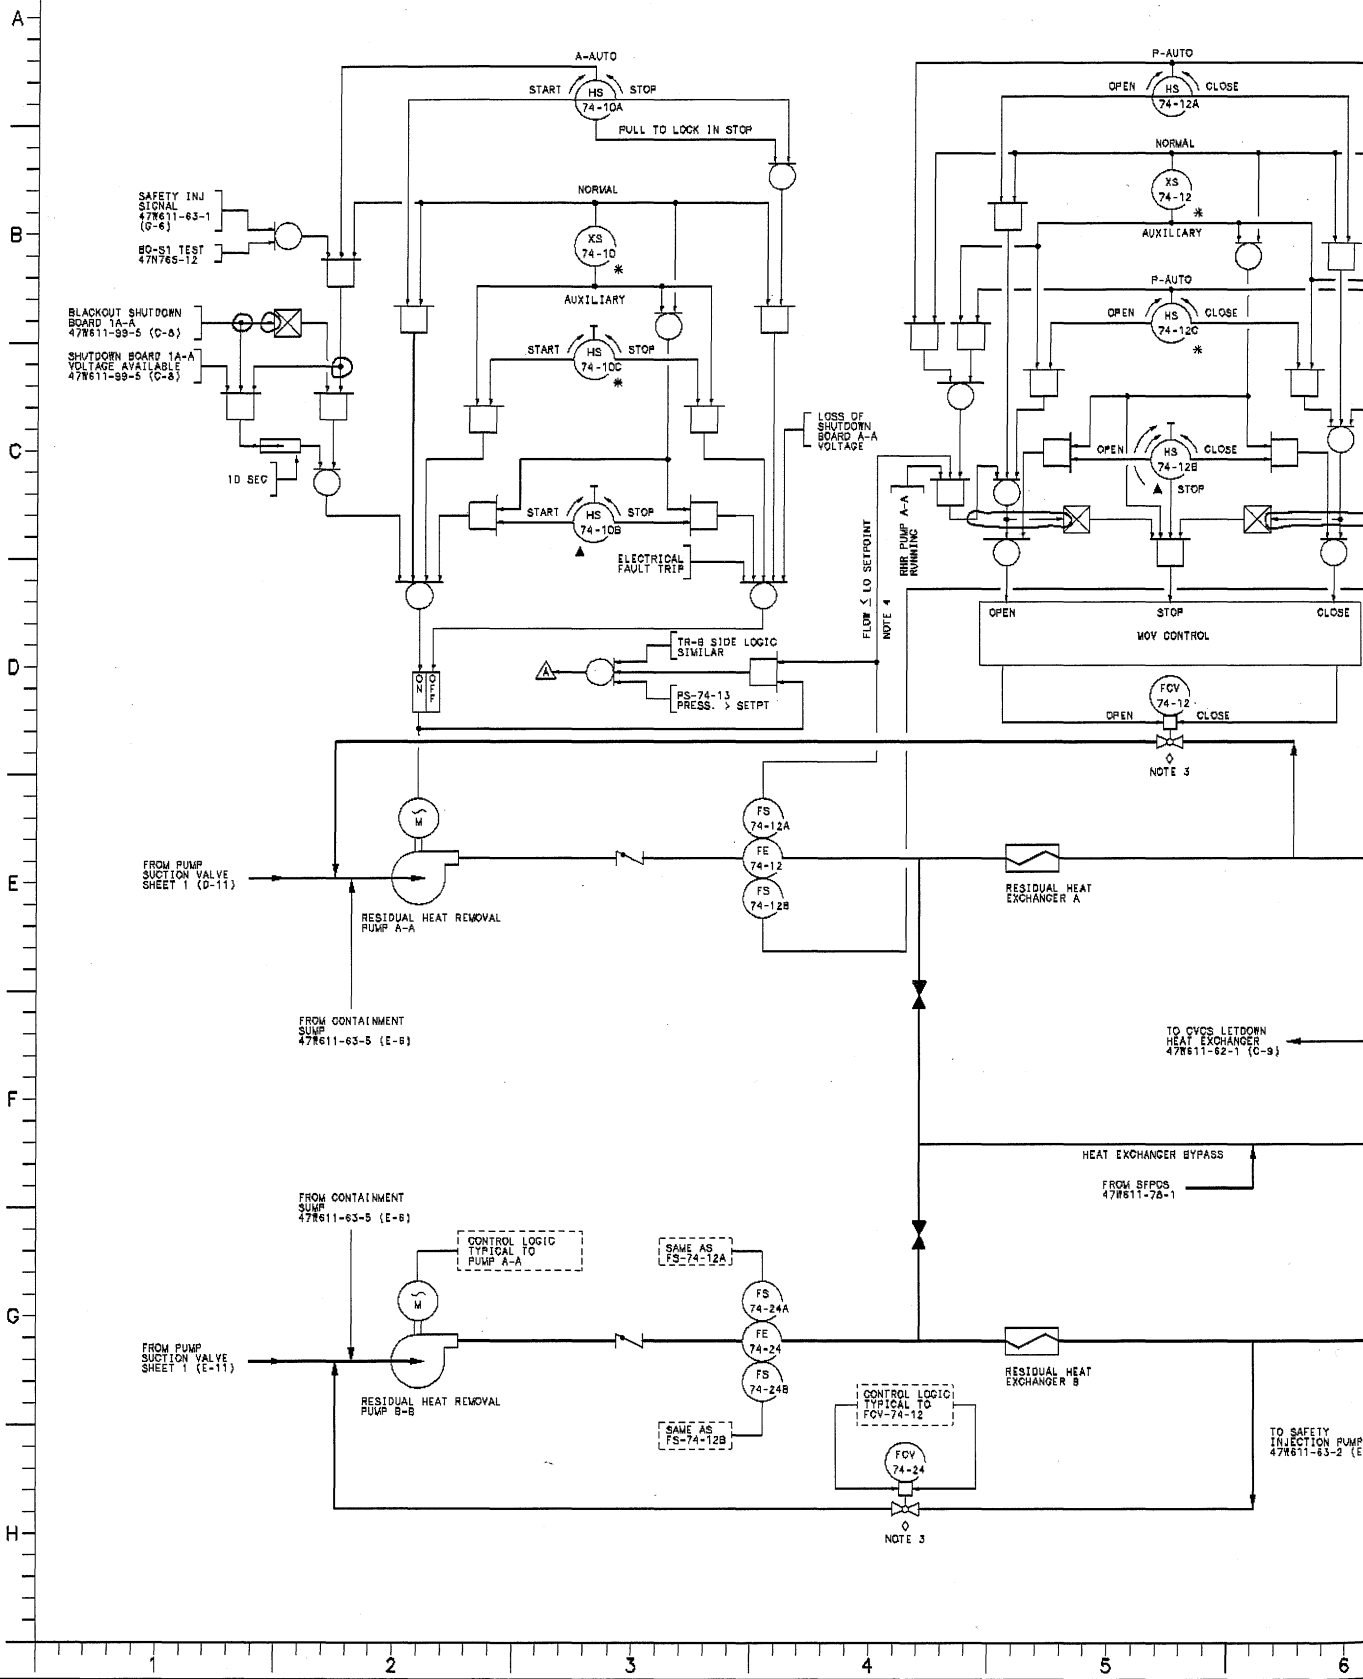 A
B
C
D
E
F
G
H
1
2
3
4
5
6
A-AUTO
START
HS
74-10A
STOP
PULL TO LOCK IN STOP
SAFETY INJ
SIGNAL
47W611-63-1
(G-6)
BO-S1 TEST
47N765-12
NORMAL
XS
74-10
*
AUXILIARY
BLACKOUT SHUTDOWN
BOARD 1A-A
47W611-99-5 (C-8)
SHUTDOWN BOARD 1A-A
VOLTAGE AVAILABLE
47W611-99-5 (C-8)
START
HS
74-10C
STOP
*
10 SEC
LOSS OF
SHUTDOWN
BOARD A-A
VOLTAGE
START
HS
74-10B
STOP
ELECTRICAL
FAULT TRIP
ON
OFF
A
TR-B SIDE LOGIC
SIMILAR
PS-74-13
PRESS. > SETPT
P-AUTO
OPEN
HS
74-12A
CLOSE
NORMAL
XS
74-12
*
AUXILIARY
P-AUTO
OPEN
HS
74-12C
CLOSE
*
OPEN
HS
74-12B
CLOSE
STOP
FLOW ≤ LO SETPOINT
NOTE 4
RHR PUMP A-A
RUNNING
OPEN
STOP
CLOSE
MOV CONTROL
FCV
74-12
OPEN
CLOSE
NOTE 3
M
FS
74-12A
FE
74-12
FS
74-12B
FROM PUMP
SUCTION VALVE
SHEET 1 (D-11)
RESIDUAL HEAT REMOVAL
PUMP A-A
RESIDUAL HEAT
EXCHANGER A
FROM CONTAINMENT
SUMP
47W611-63-5 (E-6)
TO CVCS LETDOWN
HEAT EXCHANGER
47W611-62-1 (C-9)
HEAT EXCHANGER BYPASS
FROM SFPCS
47W611-78-1
FROM CONTAINMENT
SUMP
47W611-63-5 (E-6)
CONTROL LOGIC
TYPICAL TO
PUMP A-A
SAME AS
FS-74-12A
M
FS
74-24A
FE
74-24
FS
74-24B
FROM PUMP
SUCTION VALVE
SHEET 1 (E-11)
RESIDUAL HEAT REMOVAL
PUMP B-B
RESIDUAL HEAT
EXCHANGER B
SAME AS
FS-74-12B
CONTROL LOGIC
TYPICAL TO
FCV-74-12
FCV
74-24
NOTE 3
TO SAFETY
INJECTION PUMP
47W611-63-2 (E